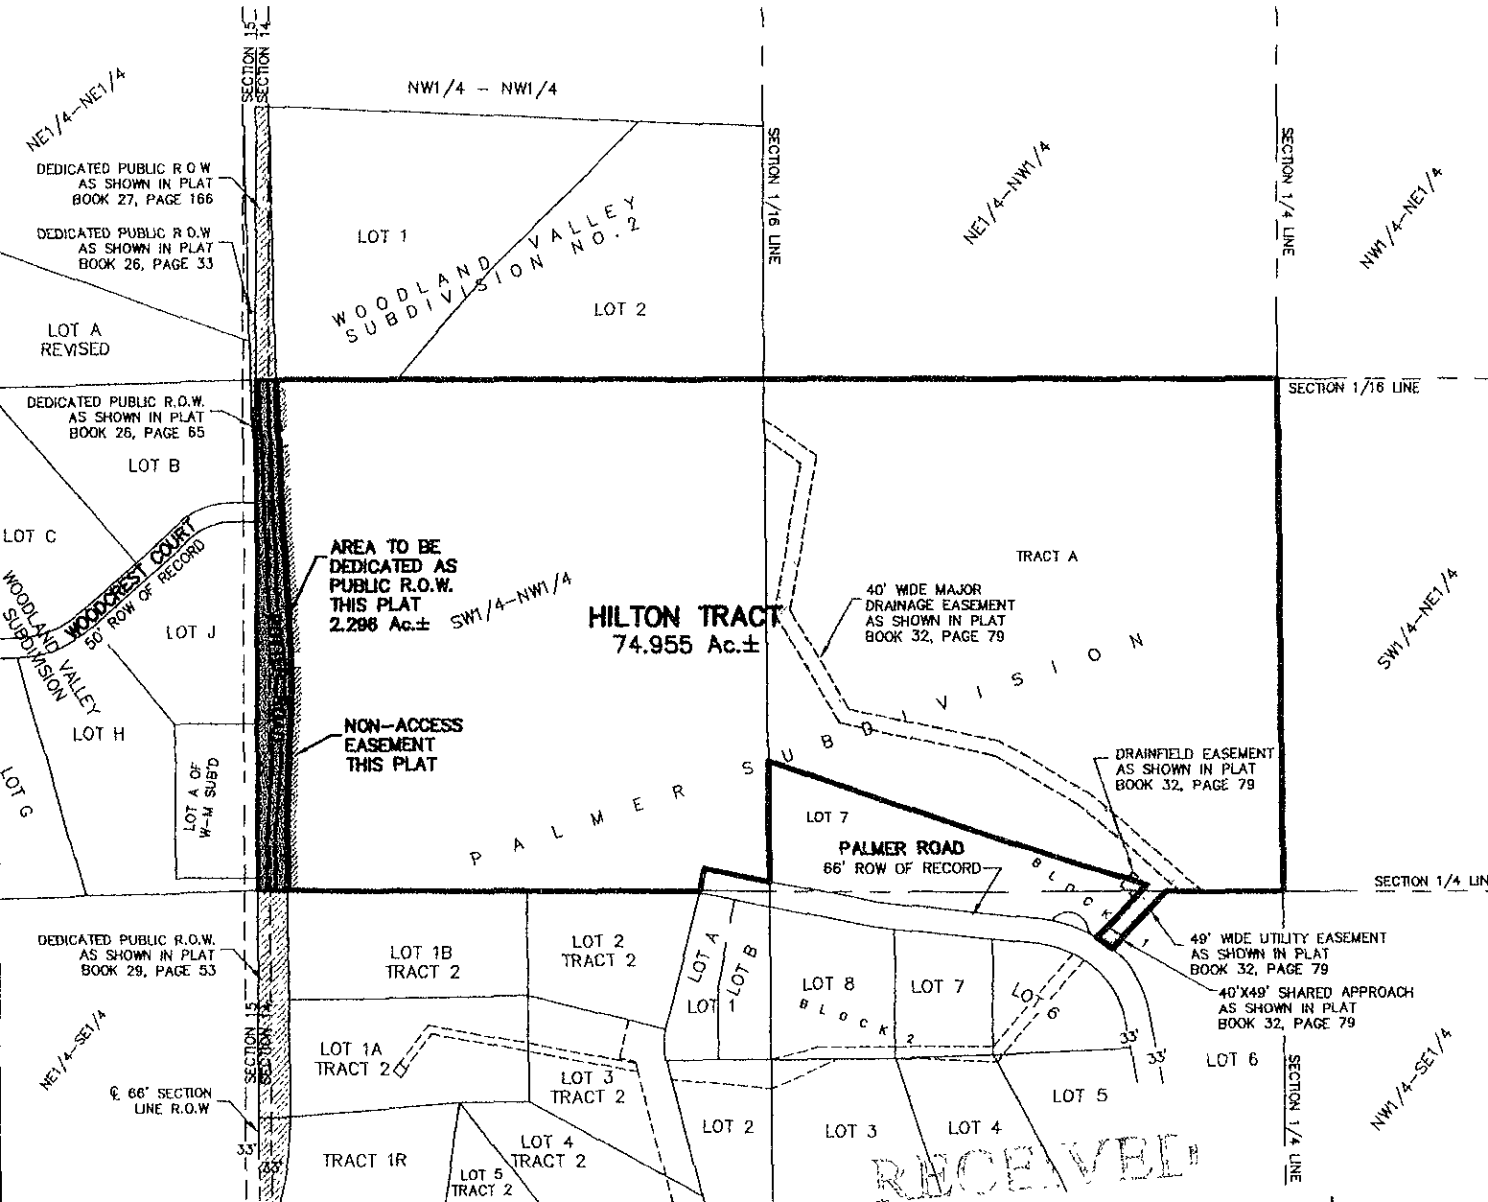 SECTION 15
SECTION 14
NE1/4-NE1/4
NW1/4 - NW1/4
SECTION 1/16 LINE
NE1/4-NW1/4
SECTION 1/4 LINE
NW1/4-NE1/4
DEDICATED PUBLIC R O W
AS SHOWN IN PLAT
BOOK 27, PAGE 166
DEDICATED PUBLIC R O.W
AS SHOWN IN PLAT
BOOK 26, PAGE 33
LOT 1
WOODLAND VALLEY
SUBDIVISION NO.2
LOT 2
LOT A
REVISED
SECTION 1/16 LINE
DEDICATED PUBLIC R.O.W.
AS SHOWN IN PLAT
BOOK 26, PAGE 65
LOT B
LOT C
WOODCREST COURT
50' ROW OF RECORD
WOODLAND VALLEY
SUBDIVISION
LOT J
LOT H
LOT G
LOT A OF
W-M SUB'D
AREA TO BE
DEDICATED AS
PUBLIC R.O.W.
THIS PLAT
2.296 Ac.±
SW1/4-NW1/4
HILTON TRACT
74.955 Ac.±
TRACT A
40' WIDE MAJOR
DRAINAGE EASEMENT
AS SHOWN IN PLAT
BOOK 32, PAGE 79
SW1/4-NE1/4
NON-ACCESS
EASEMENT
THIS PLAT
PALMER SUBDIVISION
DRAINFIELD EASEMENT
AS SHOWN IN PLAT
BOOK 32, PAGE 79
LOT 7
PALMER ROAD
66' ROW OF RECORD
BLOCK 1
SECTION 1/4 LIN
49' WIDE UTILITY EASEMENT
AS SHOWN IN PLAT
BOOK 32, PAGE 79
40'X49' SHARED APPROACH
AS SHOWN IN PLAT
BOOK 32, PAGE 79
DEDICATED PUBLIC R.O.W.
AS SHOWN IN PLAT
BOOK 29, PAGE 53
LOT 1B
TRACT 2
LOT 2
TRACT 2
LOT A
LOT B
LOT 1
LOT 8
LOT 7
LOT 6
BLOCK 2
NE1/4-SE1/4
SECTION 15
SECTION 14
LOT 1A
TRACT 2
LOT 3
TRACT 2
33'
33'
LOT 6
LOT 5
SECTION 1/4 LINE
NW1/4-SE1/4
℄ 66' SECTION
LINE R.O.W
33'
33'
TRACT 1R
LOT 4
TRACT 2
LOT 5
TRACT 2
LOT 2
LOT 3
LOT 4
RECEIVED